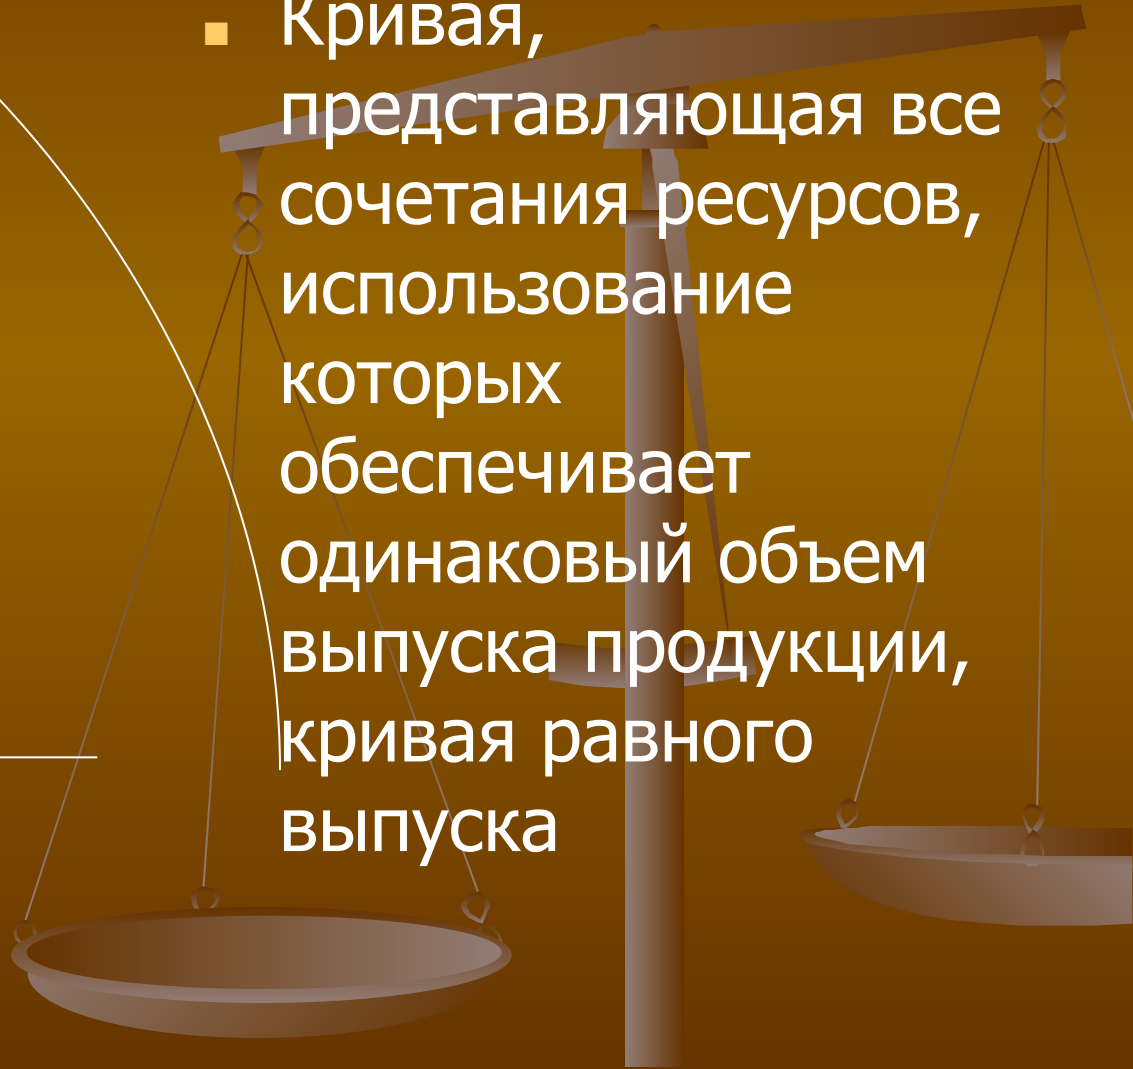 Кривая,
представляющая все
сочетания ресурсов,
использование
которых
обеспечивает
одинаковый объем
выпуска продукции,
кривая равного
выпуска